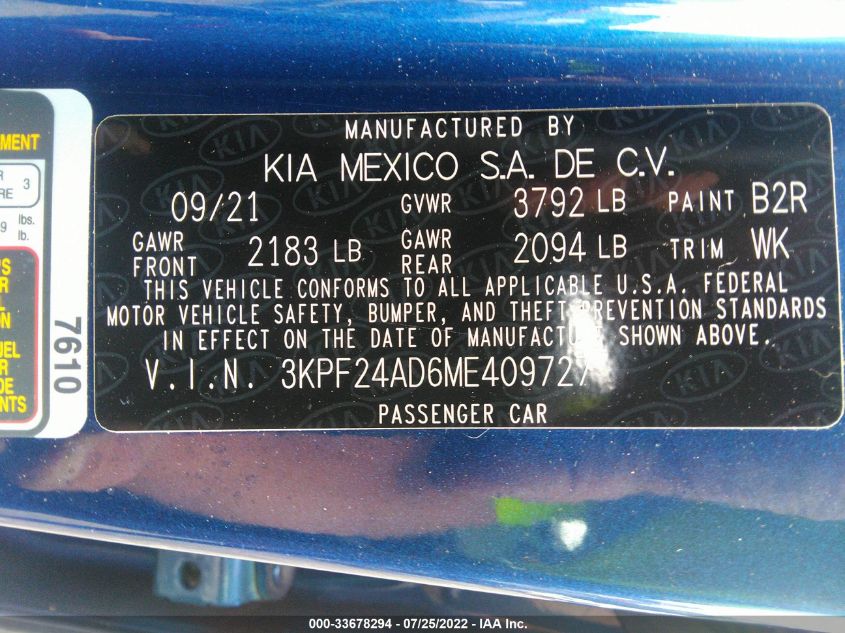 MANUFACTURED BY
KIA MEXICO S.A. DE C.V.
09/21 GVWR 3792 LB PAINT B2R
GAWR FRONT 2183 LB GAWR REAR 2094 LB TRIM WK
THIS VEHICLE CONFORMS TO ALL APPLICABLE U.S.A. FEDERAL
MOTOR VEHICLE SAFETY, BUMPER, AND THEFT PREVENTION STANDARDS
IN EFFECT ON THE DATE OF MANUFACTURE SHOWN ABOVE.
V.I.N. 3KPF24AD6ME409727
PASSENGER CAR
7610
3
lbs.
lb.
000-33678294 - 07/25/2022 - IAA Inc.